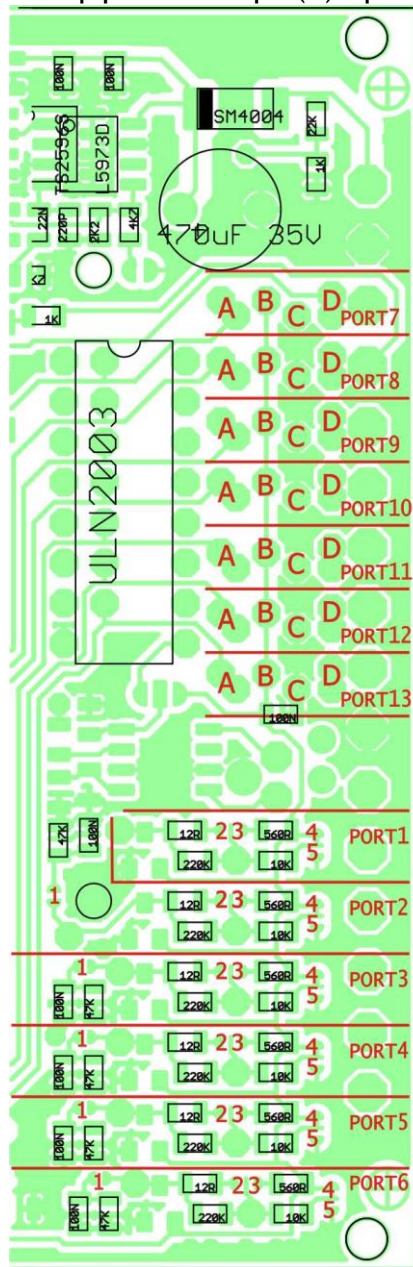 100N 100N
SM4004
TS2596S L5973D
22K
1K
22N 220P 2K2 4K7
470uF 35V
1K
A B C D PORT7
A B C D PORT8
ULN2003
A B C D PORT9
A B C D PORT10
A B C D PORT11
A B C D PORT12
A B C D PORT13
100N
47K 100N 12R 23 560R 4 PORT1
220K 10K 5
1 12R 23 560R 4 PORT2
220K 10K 5
1 12R 23 560R 4 PORT3
100N 47K 220K 10K 5
1 12R 23 560R 4 PORT4
100N 47K 220K 10K 5
1 12R 23 560R 4 PORT5
100N 47K 220K 10K 5
1 12R 23 560R 4 PORT6
100N 47K 220K 10K 5